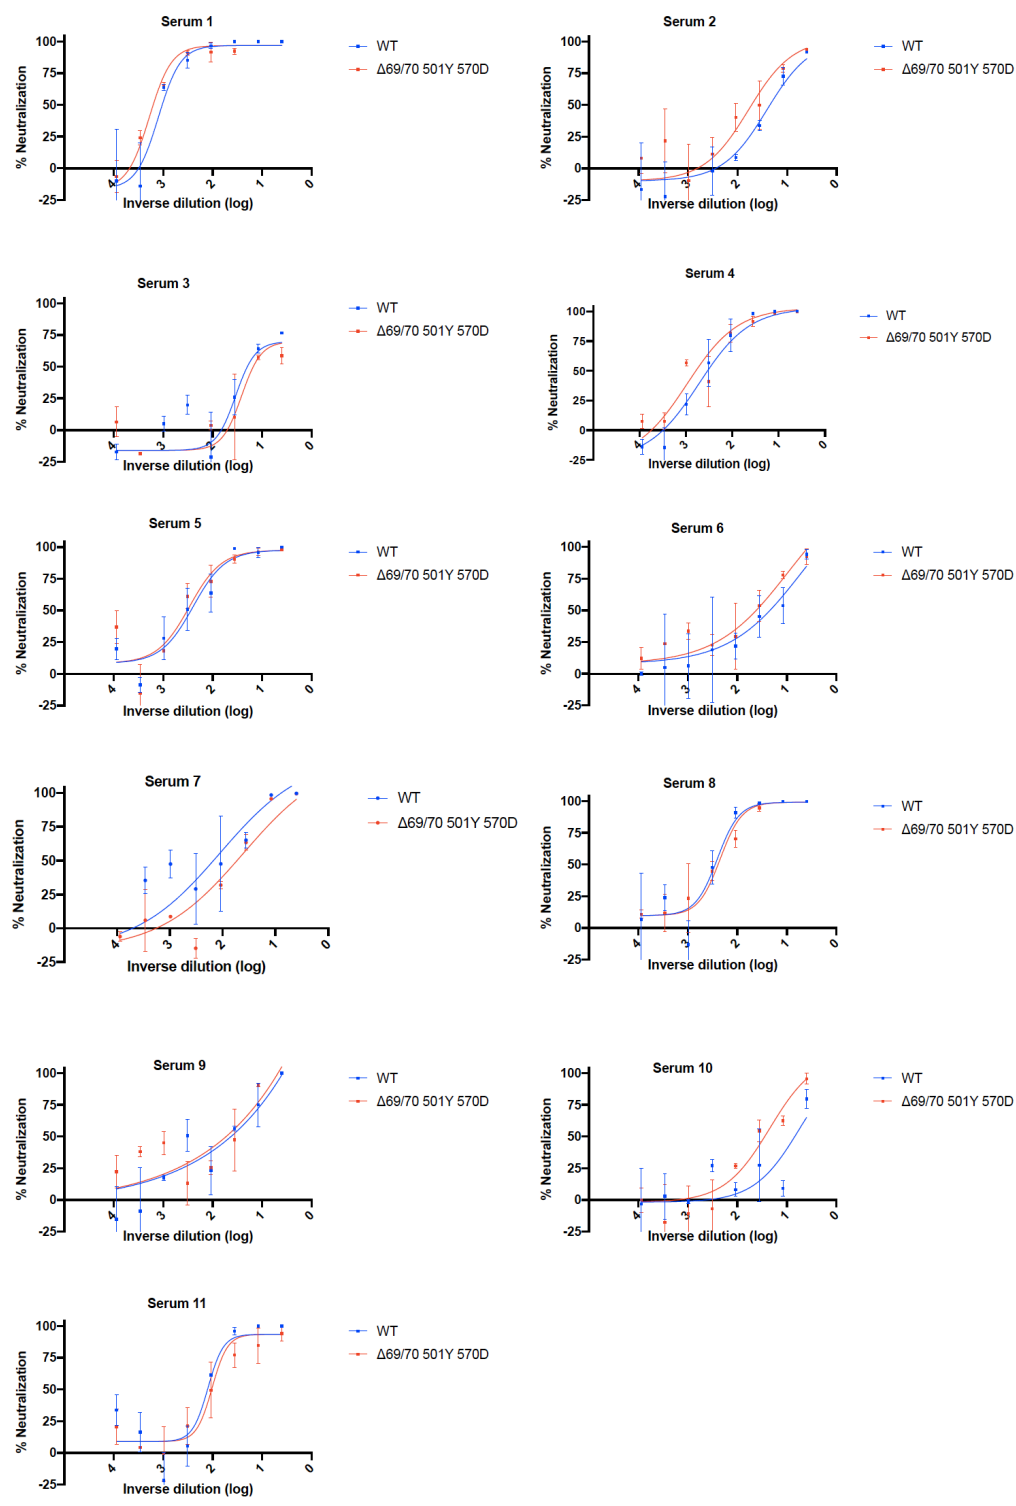 Serum 1
% Neutralization
100
75
50
25
0
-25
4
3
2
1
0
Inverse dilution (log)
WT
Δ69/70 501Y 570D
Serum 2
% Neutralization
100
75
50
25
0
-25
4
3
2
1
0
Inverse dilution (log)
WT
Δ69/70 501Y 570D
Serum 3
% Neutralization
100
75
50
25
0
-25
4
3
2
1
0
Inverse dilution (log)
WT
Δ69/70 501Y 570D
Serum 4
% Neutralization
100
75
50
25
0
-25
4
3
2
1
0
Inverse dilution (log)
WT
Δ69/70 501Y 570D
Serum 5
% Neutralization
100
75
50
25
0
-25
4
3
2
1
0
Inverse dilution (log)
WT
Δ69/70 501Y 570D
Serum 6
% Neutralization
100
75
50
25
0
-25
4
3
2
1
0
Inverse dilution (log)
WT
Δ69/70 501Y 570D
Serum 7
% Neutralization
100
75
50
25
0
-25
4
3
2
1
0
Inverse dilution (log)
WT
Δ69/70 501Y 570D
Serum 8
% Neutralization
100
75
50
25
0
-25
4
3
2
1
0
Inverse dilution (log)
WT
Δ69/70 501Y 570D
Serum 9
% Neutralization
100
75
50
25
0
-25
4
3
2
1
0
Inverse dilution (log)
WT
Δ69/70 501Y 570D
Serum 10
% Neutralization
100
75
50
25
0
-25
4
3
2
1
0
Inverse dilution (log)
WT
Δ69/70 501Y 570D
Serum 11
% Neutralization
100
75
50
25
0
-25
4
3
2
1
0
Inverse dilution (log)
WT
Δ69/70 501Y 570D